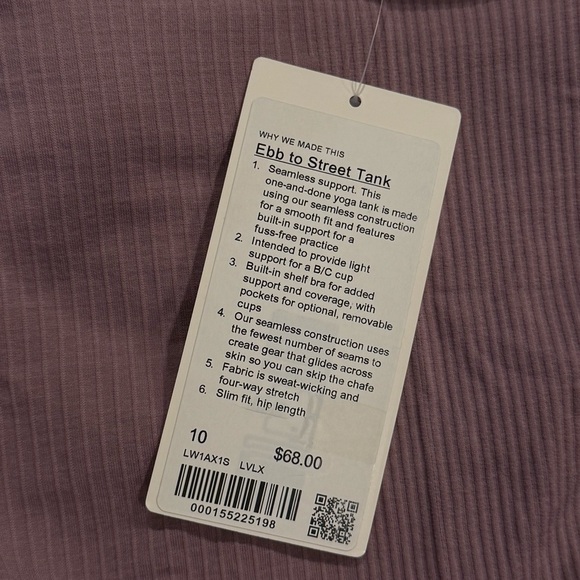 WHY WE MADE THIS
Ebb to Street Tank
1. Seamless support. This
one-and-done yoga tank is made
using our seamless construction
for a smooth fit and features
built-in support for a
fuss-free practice
2. Intended to provide light
support for a B/C cup
3. Built-in shelf bra for added
support and coverage, with
pockets for optional, removable
cups
4. Our seamless construction uses
the fewest number of seams to
create gear that glides across
skin so you can skip the chafe
5. Fabric is sweat-wicking and
four-way stretch
6. Slim fit, hip length
10 $68.00
LW1AX1S LVLX
000155225198